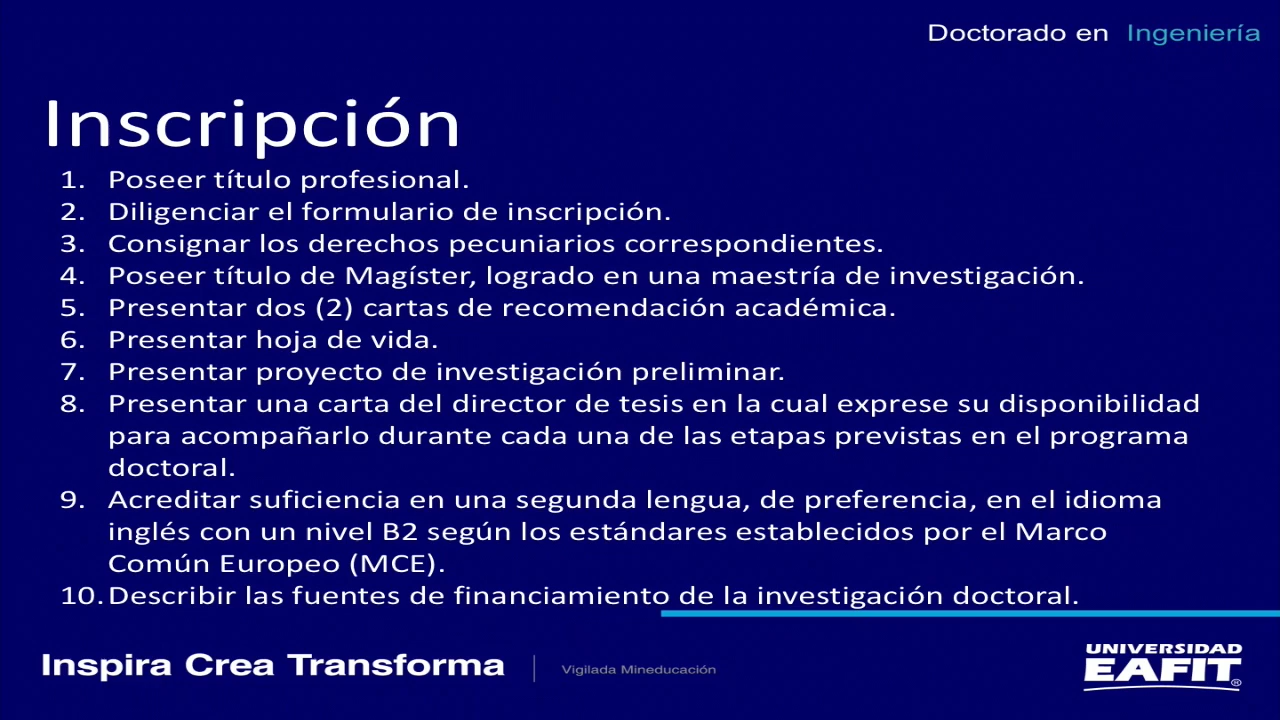 Doctorado en Ingeniería
Inscripción
1. Poseer título profesional.
2. Diligenciar el formulario de inscripción.
3. Consignar los derechos pecuniarios correspondientes.
4. Poseer título de Magíster, logrado en una maestría de investigación.
5. Presentar dos (2) cartas de recomendación académica.
6. Presentar hoja de vida.
7. Presentar proyecto de investigación preliminar.
8. Presentar una carta del director de tesis en la cual exprese su disponibilidad
para acompañarlo durante cada una de las etapas previstas en el programa
doctoral.
9. Acreditar suficiencia en una segunda lengua, de preferencia, en el idioma
inglés con un nivel B2 según los estándares establecidos por el Marco
Común Europeo (MCE).
10. Describir las fuentes de financiamiento de la investigación doctoral.
Inspira Crea Transforma
Vigilada Mineducación
UNIVERSIDAD
EAFIT®